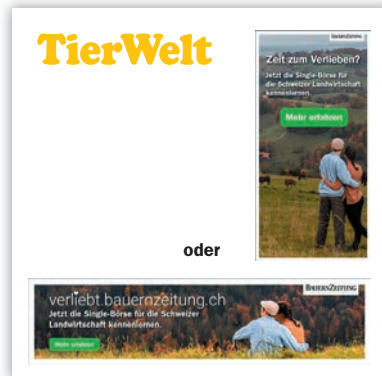 TierWelt
BAUERNZEITUNG
Zeit zum Verlieben?
Jetzt die Single-Börse für
die Schweizer Landwirtschaft
kennenlernen.
Mehr erfahren
oder
BAUERNZEITUNG
verliebt.bauernzeitung.ch
Jetzt die Single-Börse für die Schweizer
Landwirtschaft kennenlernen.
Mehr erfahren